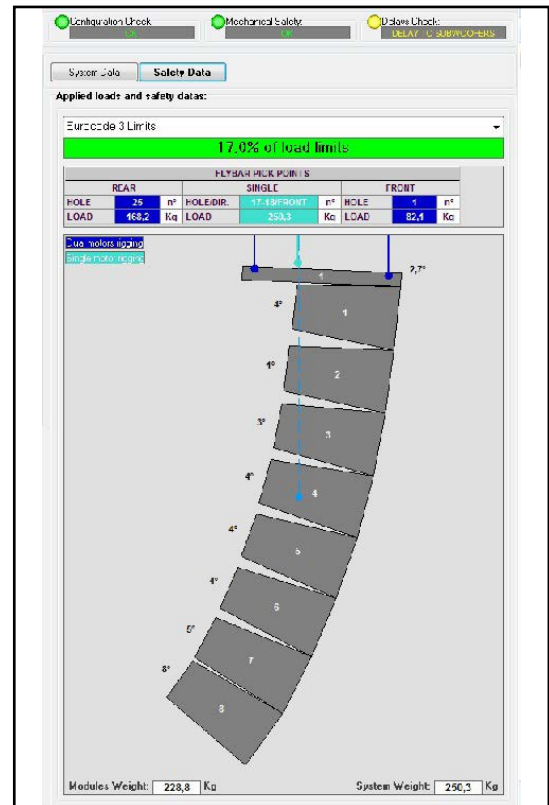 Configuration Check:
Mechanical Safety:
Delays Check:
OK
OK
DELAY TO SUBWOOFERS
System Data
Safety Data
Applied loads and safety datas:
Eurocode 3 Limits
17,0% of load limits
FLYBAR PICK POINTS
REAR SINGLE FRONT
HOLE 25 n° HOLE/DIR. 17-18/FRONT n° HOLE 1 n°
LOAD 168,2 Kg LOAD 250,3 Kg LOAD 82,1 Kg
Dual motors rigging
Single motor rigging
1
2,7°
4°
1
2
3°
3
4°
4
4°
5
4°
6
5°
7
8°
8
Modules Weight: 228,8 Kg
System Weight: 250,3 Kg